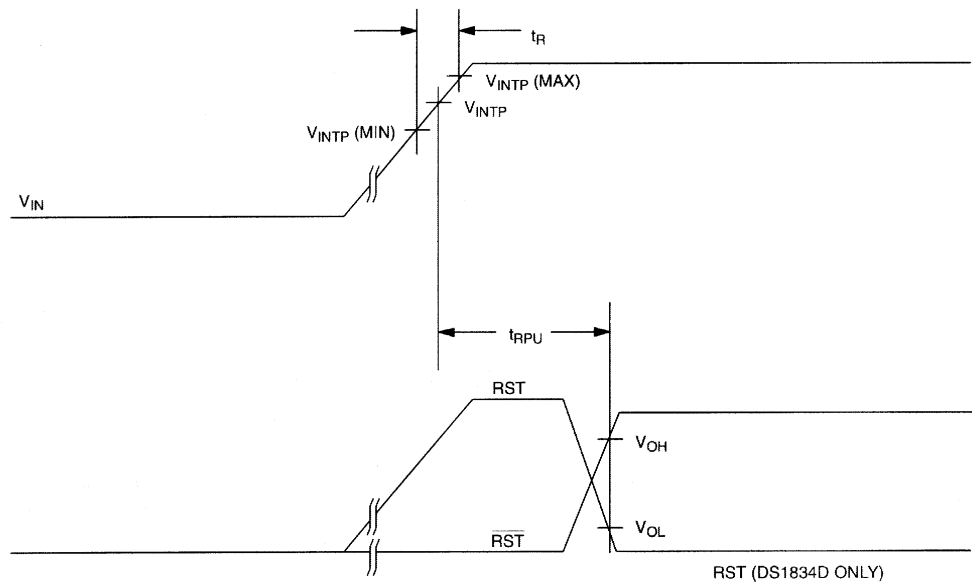 tR
VINTP (MAX)
VINTP
VINTP (MIN)
VIN
tRPU
RST
VOH
RST
VOL
RST (DS1834D ONLY)